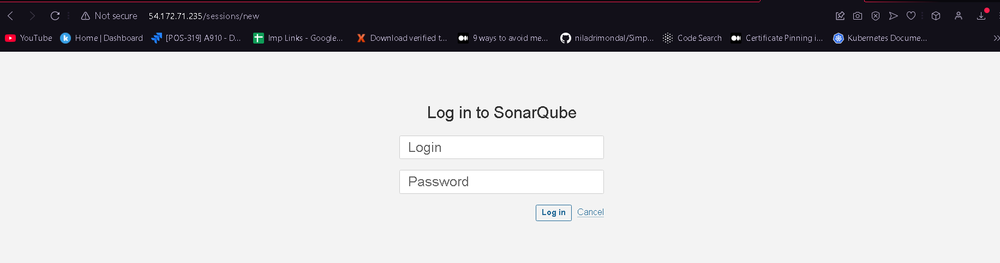 Not secure 54.172.71.235/sessions/new
YouTube Home | Dashboard [POS-319] A910 - D... Imp Links - Google... Download verified t... 9 ways to avoid me... niladrimondal/Simp... Code Search Certificate Pinning i... Kubernetes Docume...
Log in to SonarQube
Login
Password
Log in Cancel